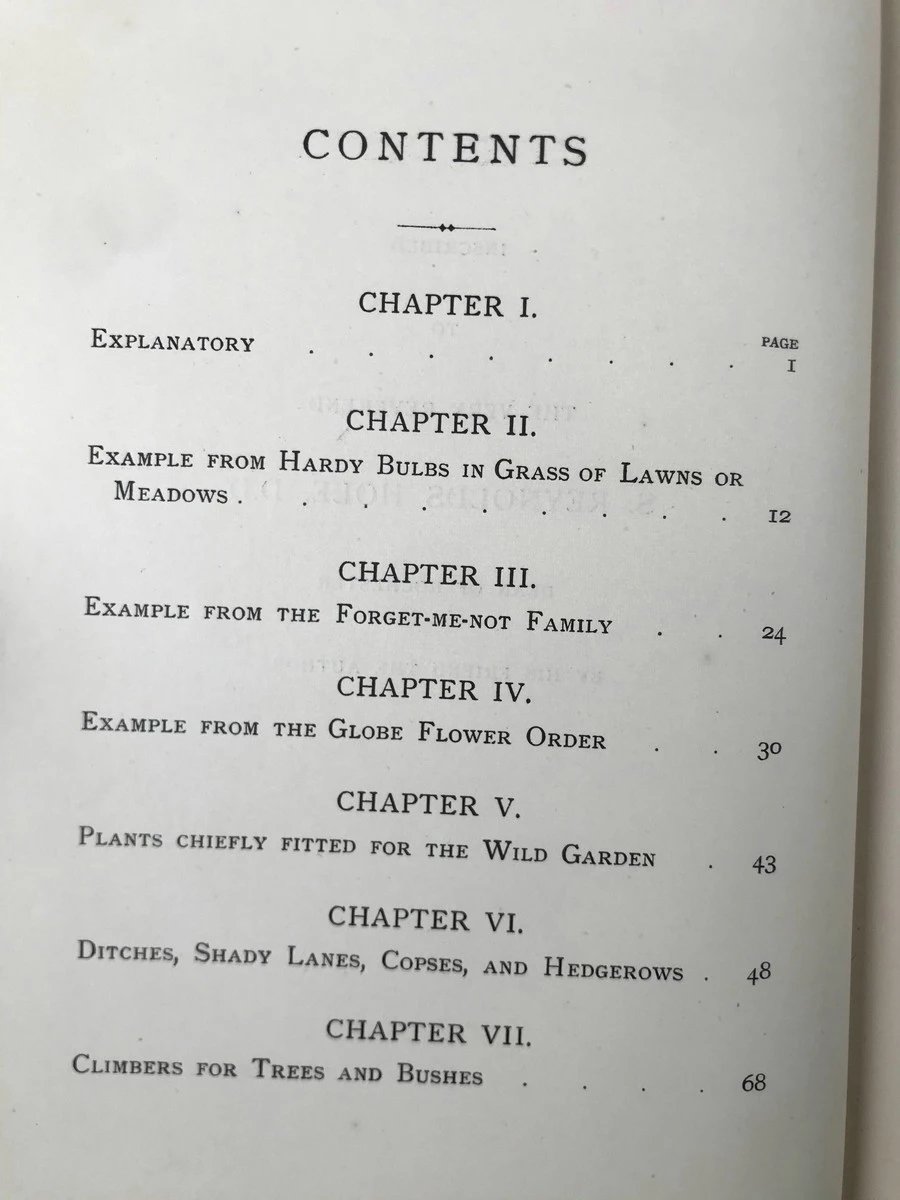 CONTENTS
CHAPTER I.
PAGE
EXPLANATORY . . . . . . . . 1
CHAPTER II.
EXAMPLE FROM HARDY BULBS IN GRASS OF LAWNS OR
MEADOWS . . . . . . . . . 12
CHAPTER III.
EXAMPLE FROM THE FORGET-ME-NOT FAMILY . . 24
CHAPTER IV.
EXAMPLE FROM THE GLOBE FLOWER ORDER . . 30
CHAPTER V.
PLANTS CHIEFLY FITTED FOR THE WILD GARDEN . 43
CHAPTER VI.
DITCHES, SHADY LANES, COPSES, AND HEDGEROWS . 48
CHAPTER VII.
CLIMBERS FOR TREES AND BUSHES . . . . 68